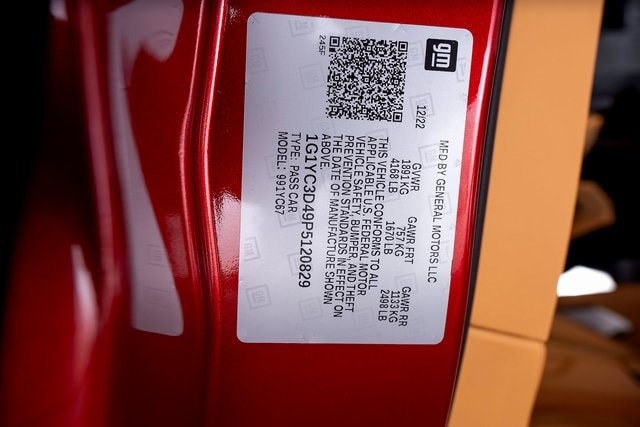 gm
245F
MFD BY GENERAL MOTORS LLC
12/22
GVWR GAWR FRT GAWR RR
1891 KG 757 KG 1133 KG
4168 LB 1670 LB 2498 LB
THIS VEHICLE CONFORMS TO ALL
APPLICABLE U.S. FEDERAL MOTOR
VEHICLE SAFETY, BUMPER, AND THEFT
PREVENTION STANDARDS IN EFFECT ON
THE DATE OF MANUFACTURE SHOWN
ABOVE.
1G1YC3D49P5120829
TYPE: PASS CAR
MODEL: 991YC67